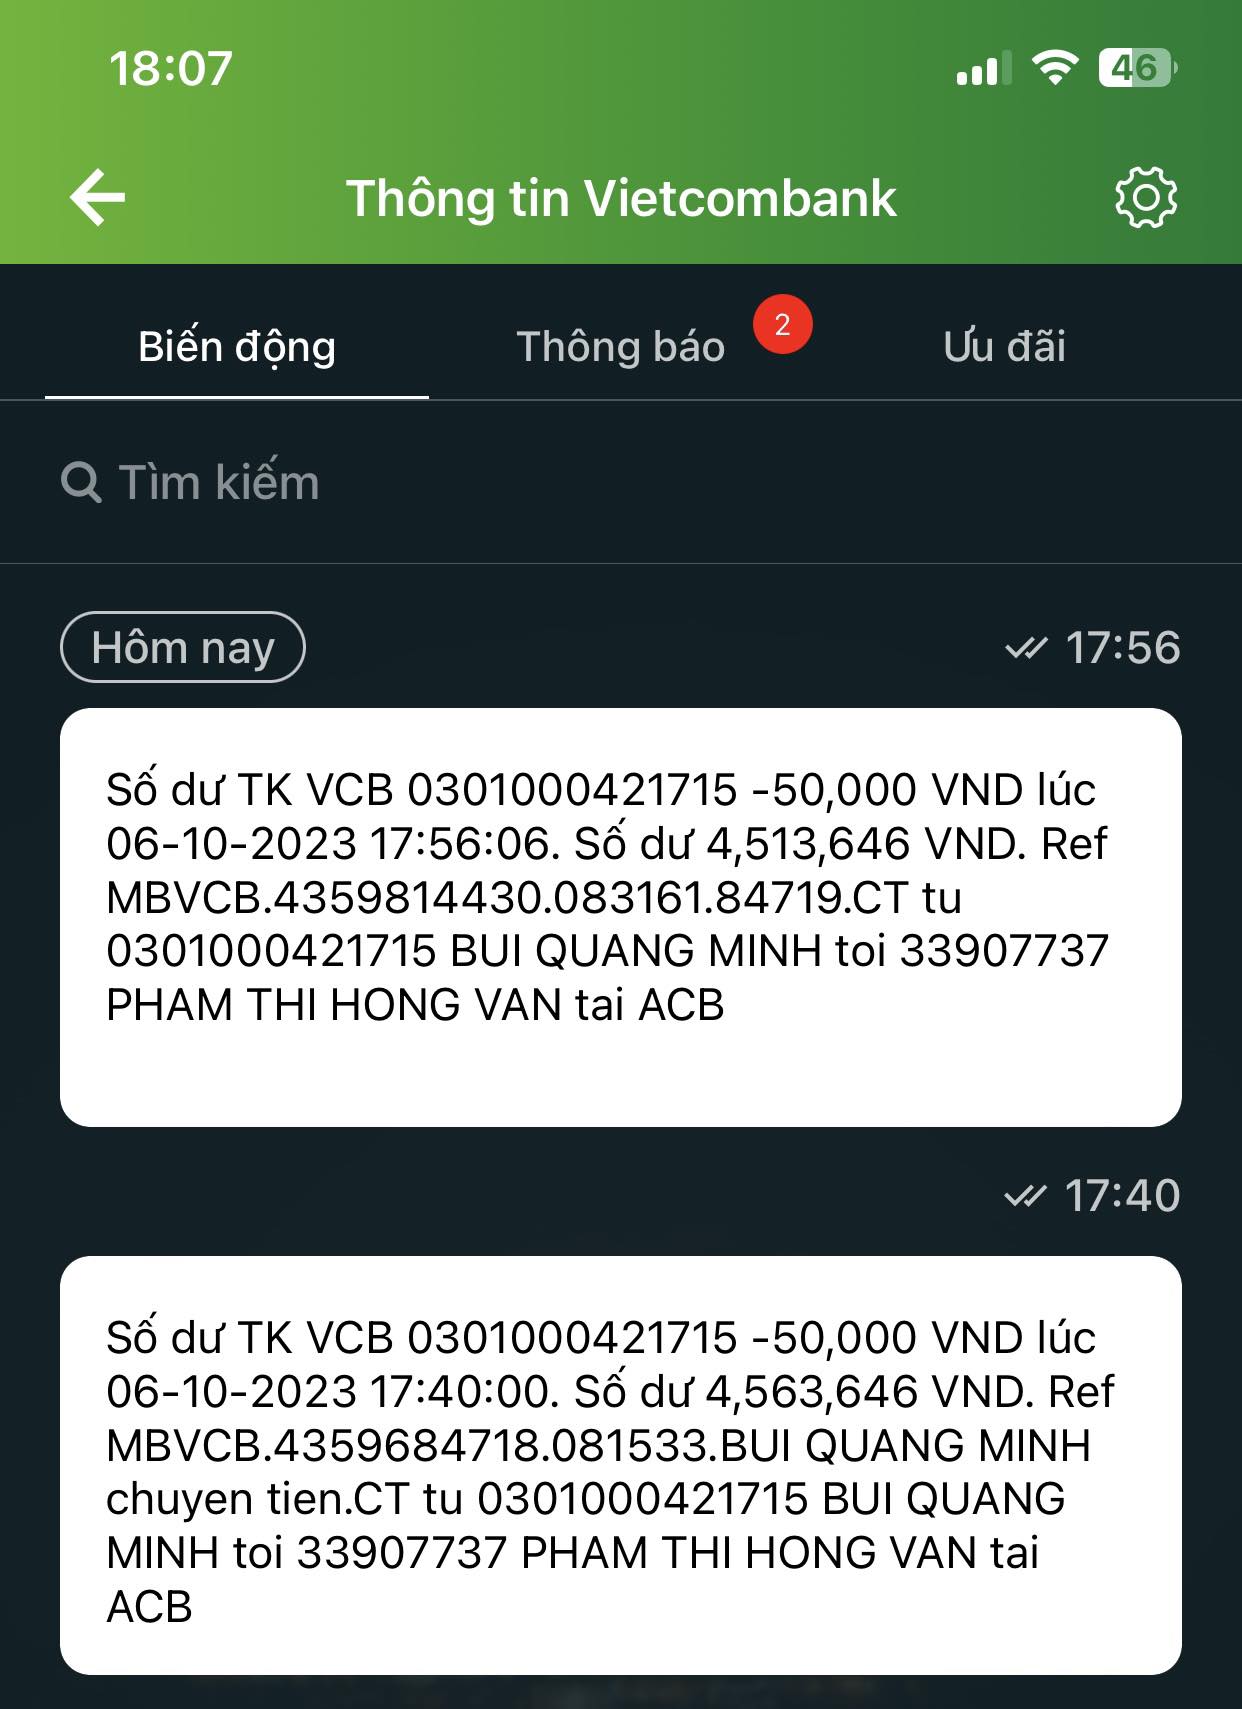 18:07
46
Thông tin Vietcombank
Biến động
Thông báo
2
Ưu đãi
Tìm kiếm
Hôm nay
17:56
Số dư TK VCB 0301000421715 -50,000 VND lúc
06-10-2023 17:56:06. Số dư 4,513,646 VND. Ref
MBVCB.4359814430.083161.84719.CT tu
0301000421715 BUI QUANG MINH toi 33907737
PHAM THI HONG VAN tai ACB
17:40
Số dư TK VCB 0301000421715 -50,000 VND lúc
06-10-2023 17:40:00. Số dư 4,563,646 VND. Ref
MBVCB.4359684718.081533.BUI QUANG MINH
chuyen tien.CT tu 0301000421715 BUI QUANG
MINH toi 33907737 PHAM THI HONG VAN tai
ACB